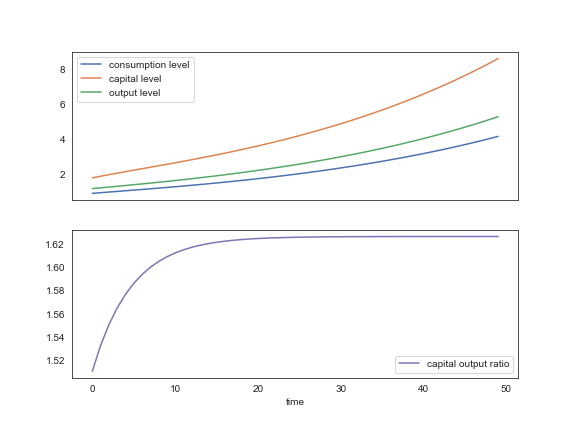 consumption level
capital level
output level
8
6
4
2
1.62
1.60
1.58
1.56
1.54
1.52
capital output ratio
0 10 20 30 40 50
time